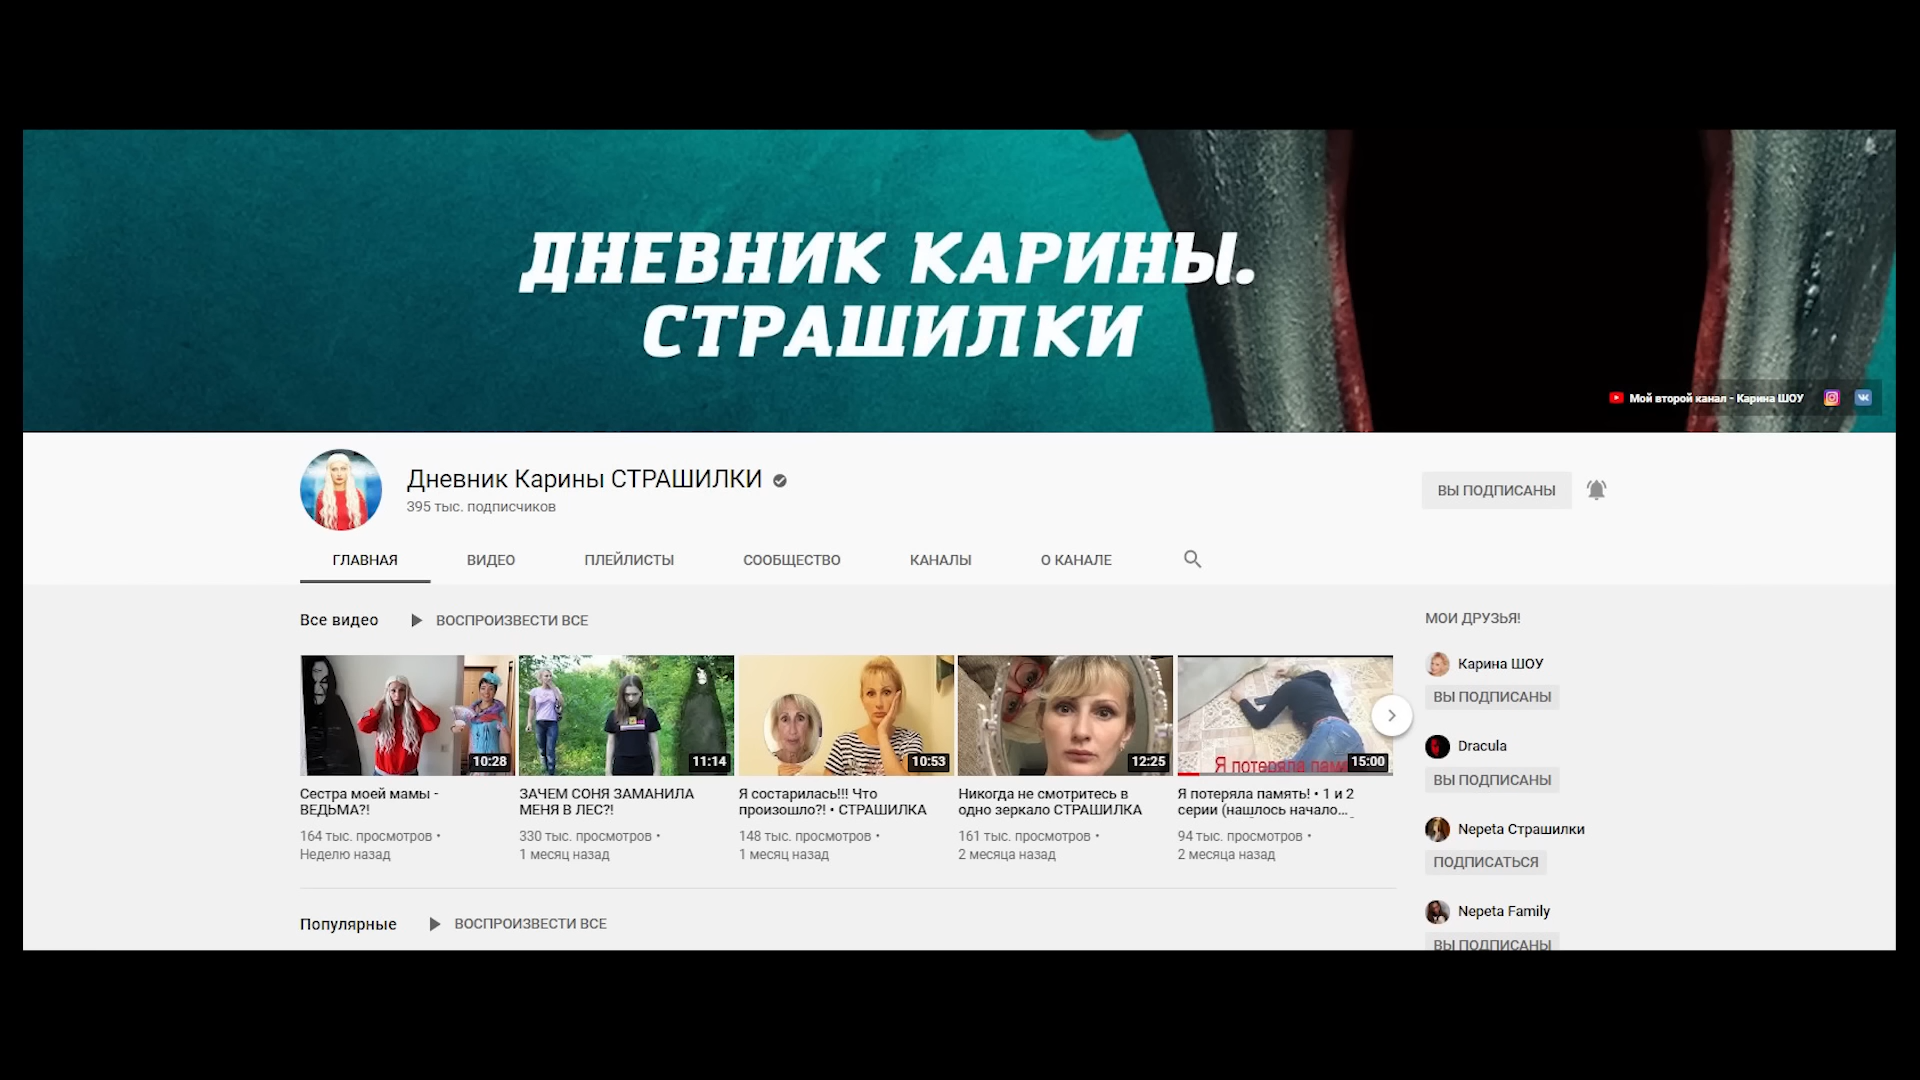 ДНЕВНИК КАРИНЫ.
СТРАШИЛКИ
Мой второй канал - Карина ШОУ
Дневник Карины СТРАШИЛКИ
395 тыс. подписчиков
ВЫ ПОДПИСАНЫ
ГЛАВНАЯ ВИДЕО ПЛЕЙЛИСТЫ СООБЩЕСТВО КАНАЛЫ О КАНАЛЕ
Все видео ВОСПРОИЗВЕСТИ ВСЕ
10:28
Сестра моей мамы -
ВЕДЬМА?!
164 тыс. просмотров •
Неделю назад
11:14
ЗАЧЕМ СОНЯ ЗАМАНИЛА
МЕНЯ В ЛЕС?!
330 тыс. просмотров •
1 месяц назад
10:53
Я состарилась!!! Что
произошло?! • СТРАШИЛКА
148 тыс. просмотров •
1 месяц назад
12:25
Никогда не смотритесь в
одно зеркало СТРАШИЛКА
161 тыс. просмотров •
2 месяца назад
Я потеряла
15:00
Я потеряла память! • 1 и 2
серии (нашлось начало...
94 тыс. просмотров •
2 месяца назад
Популярные ВОСПРОИЗВЕСТИ ВСЕ
МОИ ДРУЗЬЯ!
Карина ШОУ
ВЫ ПОДПИСАНЫ
Dracula
ВЫ ПОДПИСАНЫ
Nepeta Страшилки
ПОДПИСАТЬСЯ
Nepeta Family
ВЫ ПОДПИСАНЫ